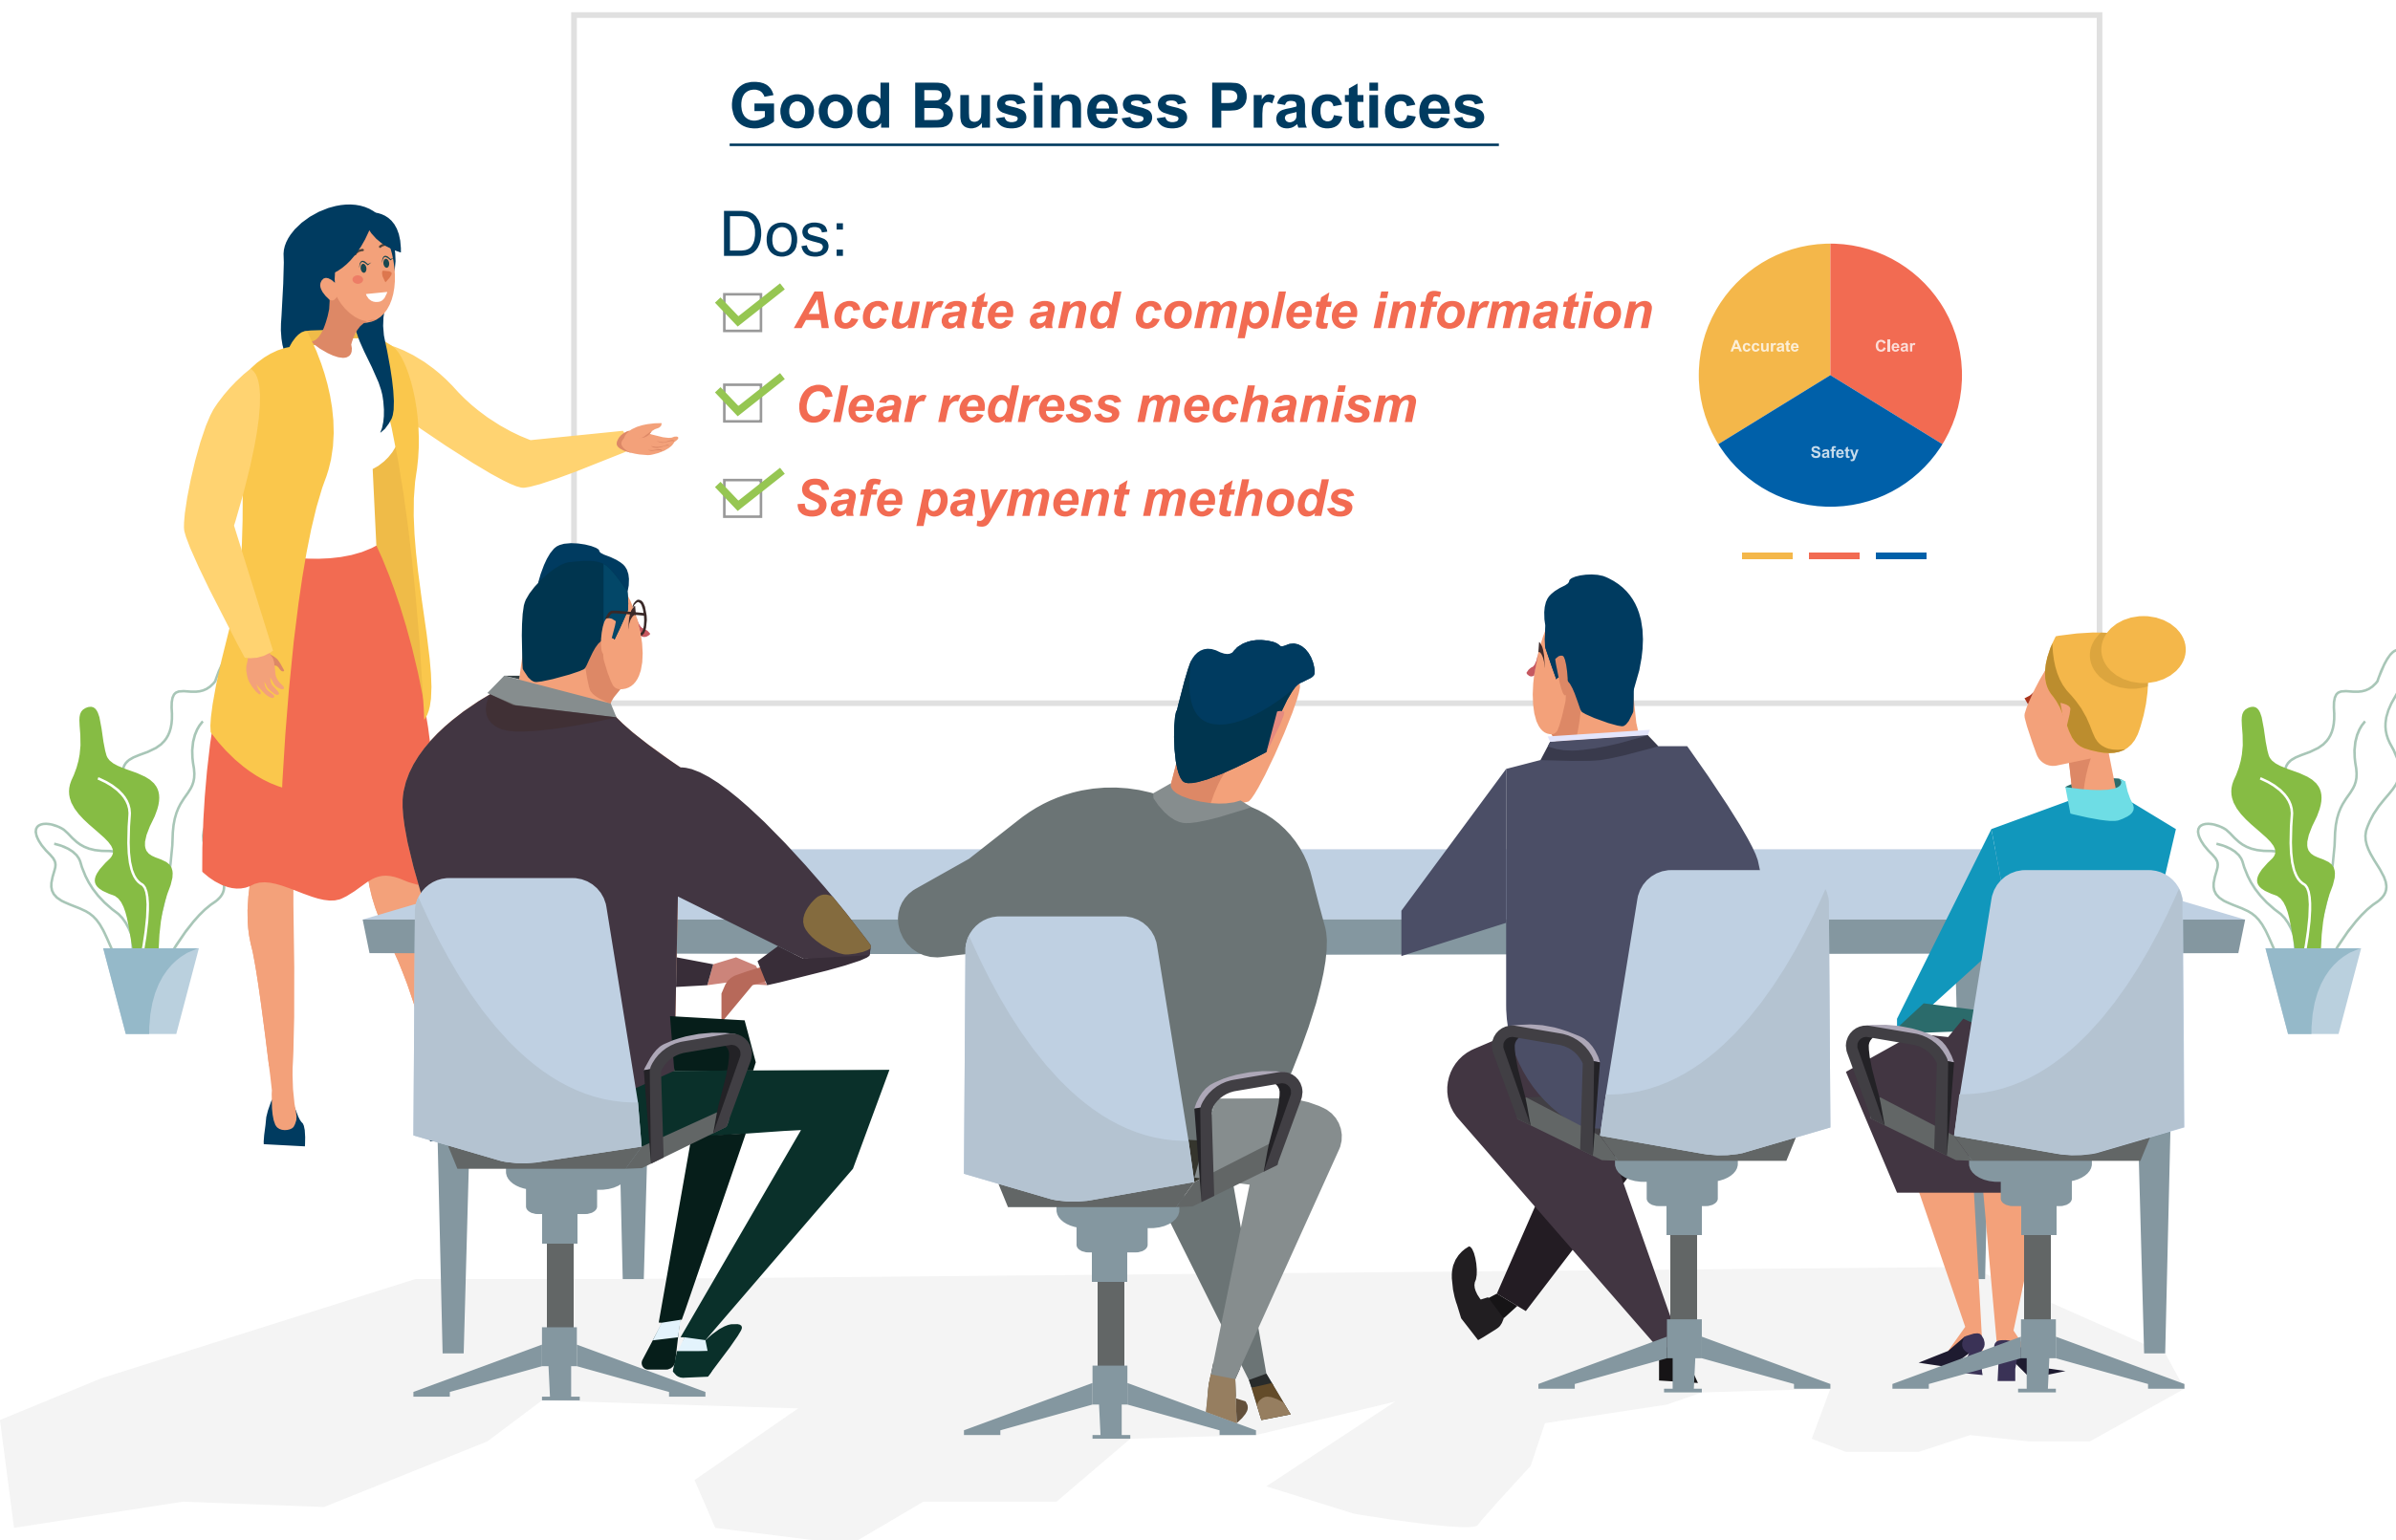 Good Business Practices
Dos:
Accurate and complete information
Clear redress mechanism
Safe payment methods
Accurate
Clear
Safety